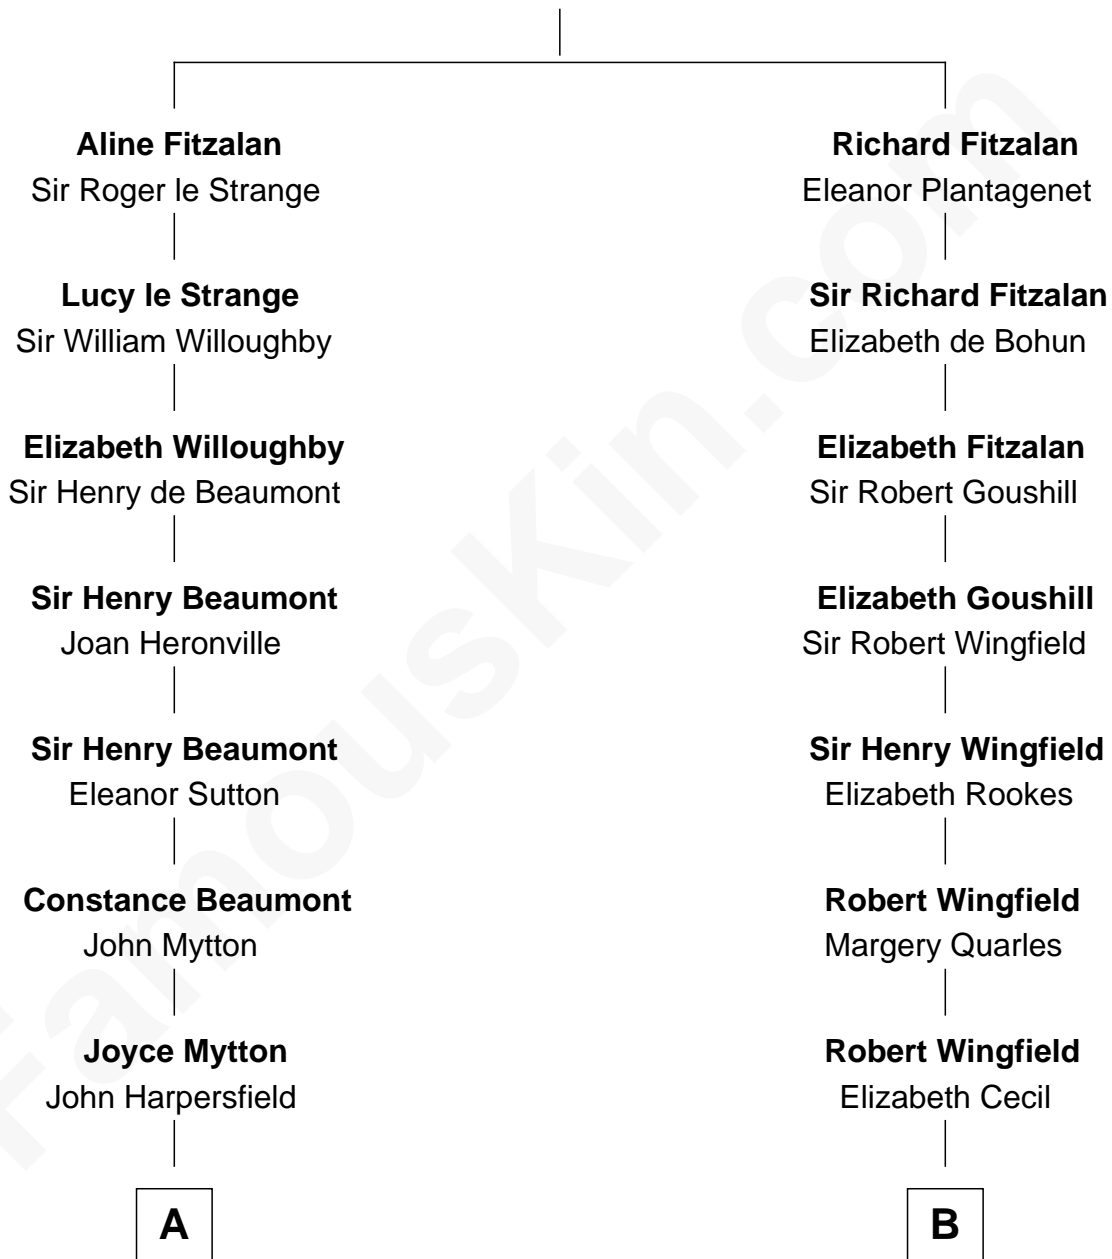 Aline Fitzalan
Sir Roger le Strange
Lucy le Strange
Sir William Willoughby
Elizabeth Willoughby
Sir Henry de Beaumont
Sir Henry Beaumont
Joan Heronville
Sir Henry Beaumont
Eleanor Sutton
Constance Beaumont
John Mytton
Joyce Mytton
John Harpersfield
A
Richard Fitzalan
Eleanor Plantagenet
Sir Richard Fitzalan
Elizabeth de Bohun
Elizabeth Fitzalan
Sir Robert Goushill
Elizabeth Goushill
Sir Robert Wingfield
Sir Henry Wingfield
Elizabeth Rookes
Robert Wingfield
Margery Quarles
Robert Wingfield
Elizabeth Cecil
B
FamousKin.com